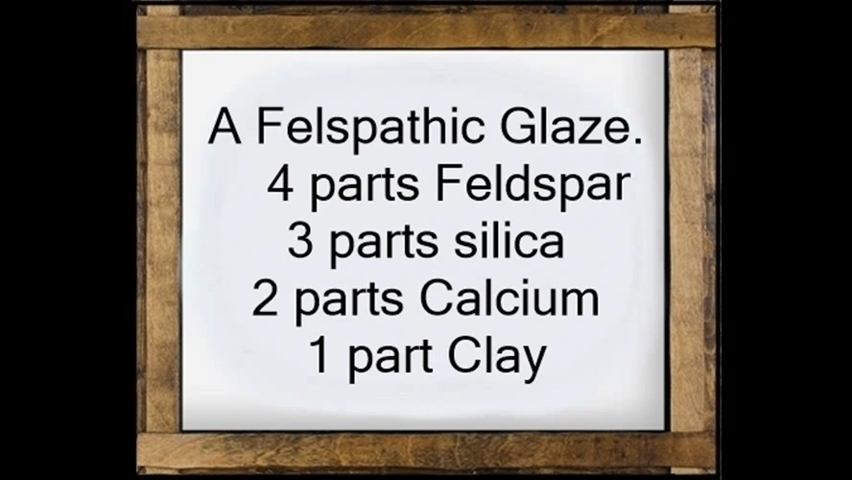 A Felspathic Glaze.
4 parts Feldspar
3 parts silica
2 parts Calcium
1 part Clay